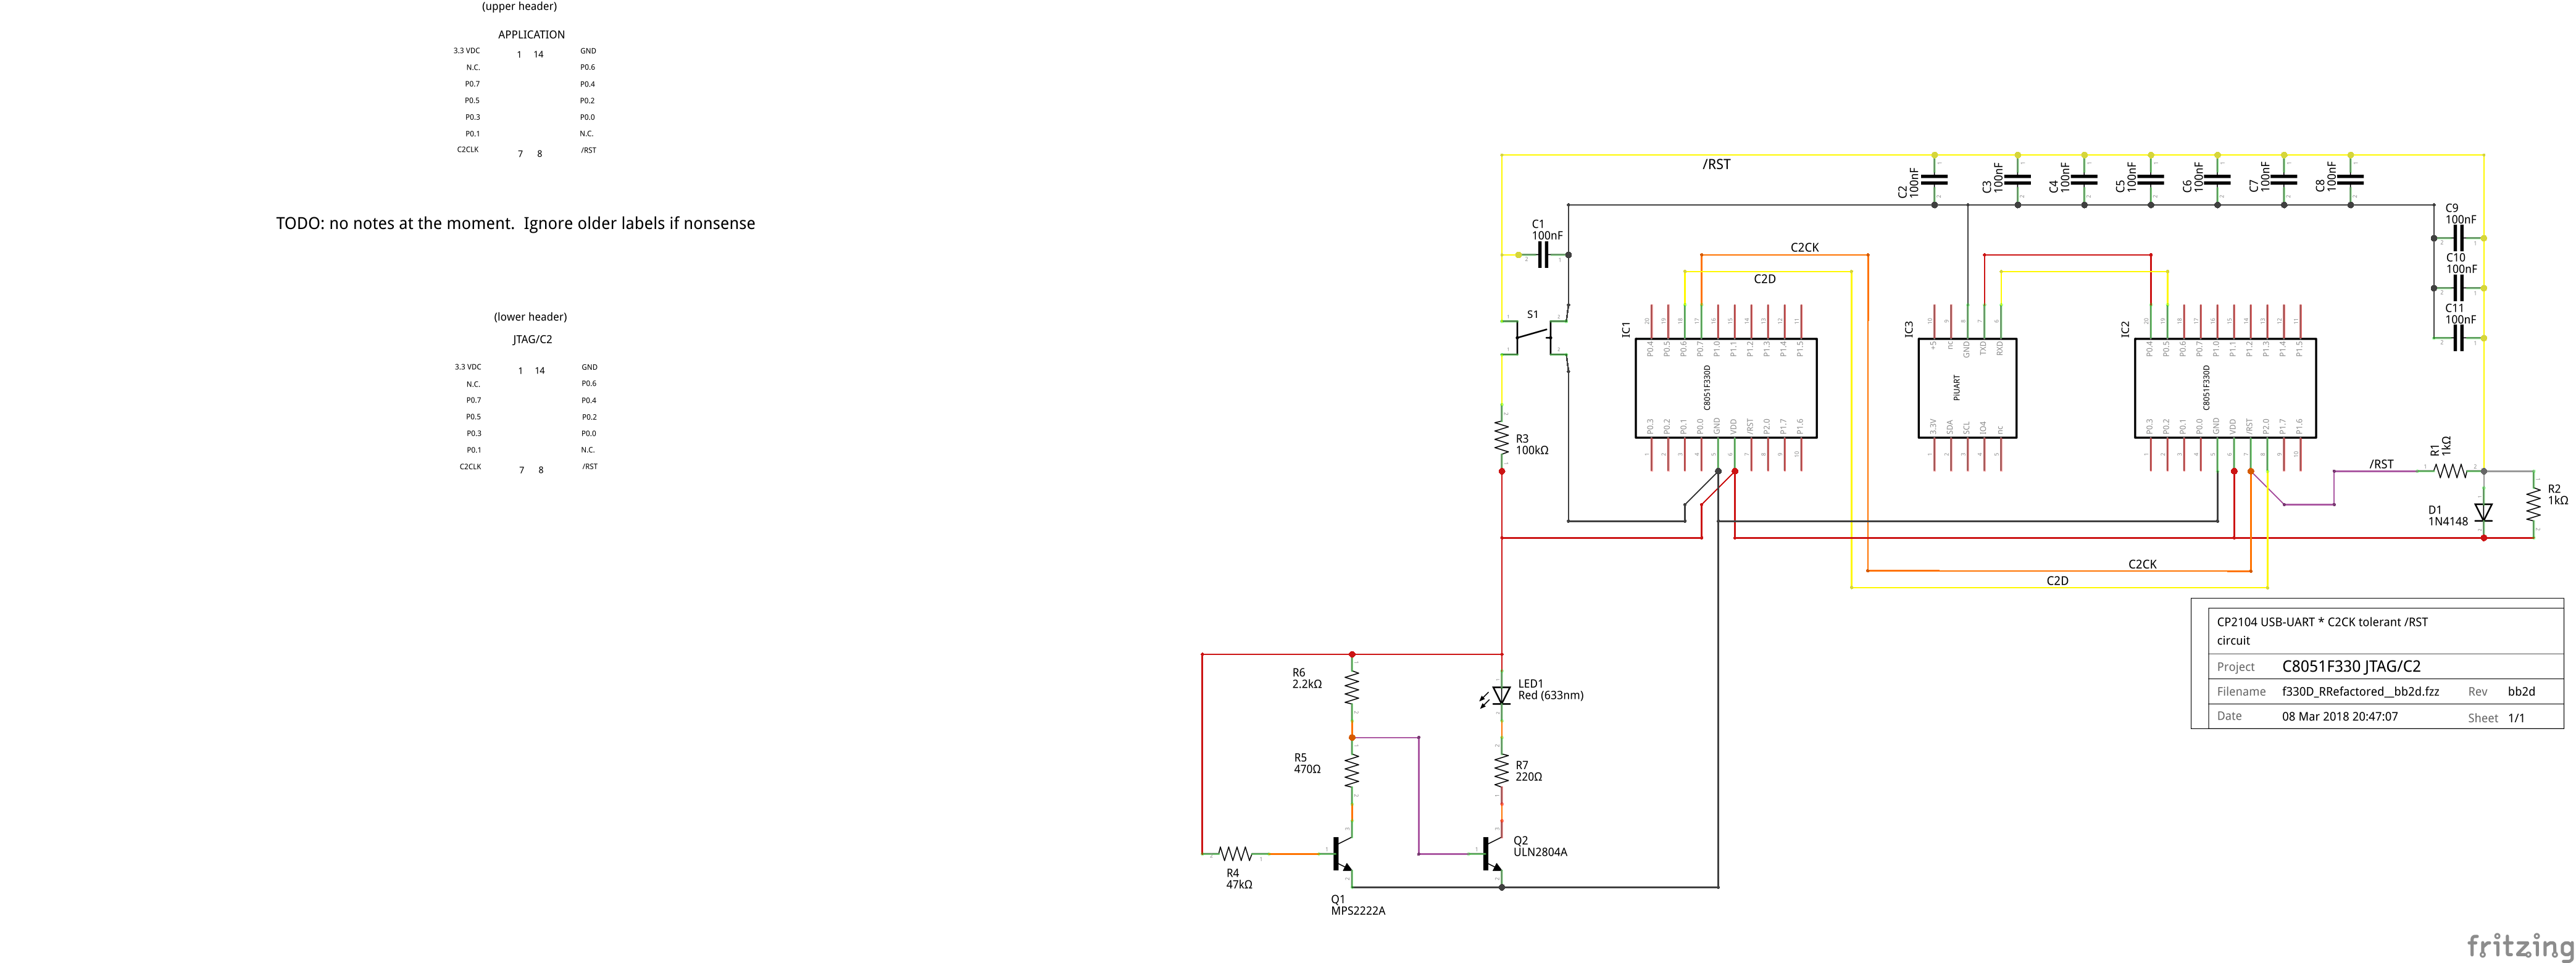 (upper header)
APPLICATION
3.3 VDC 1 14 GND
N.C. P0.6
P0.7 P0.4
P0.5 P0.2
P0.3 P0.0
P0.1 N.C.
C2CLK 7 8 /RST
TODO: no notes at the moment.  Ignore older labels if nonsense
(lower header)
JTAG/C2
3.3 VDC 1 14 GND
N.C. P0.6
P0.7 P0.4
P0.5 P0.2
P0.3 P0.0
P0.1 N.C.
C2CLK 7 8 /RST
/RST
C2
100nF
C3
100nF
C4
100nF
C5
100nF
C6
100nF
C7
100nF
C8
100nF
C1
100nF
C9
100nF
C10
100nF
C11
100nF
C2CK
C2D
S1
R3
100kΩ
IC1
C8051F330D
P0.4 P0.5 P0.6 P0.7 P1.0 P1.1 P1.2 P1.3 P1.4 P1.5
P0.3 P0.2 P0.1 P0.0 GND VDD /RST P2.0 P1.7 P1.6
IC3
PiUART
+5 nc GND TXD RXD
3.3V SDA SCL IO4 nc
IC2
C8051F330D
P0.4 P0.5 P0.6 P0.7 P1.0 P1.1 P1.2 P1.3 P1.4 P1.5
P0.3 P0.2 P0.1 P0.0 GND VDD /RST P2.0 P1.7 P1.6
/RST
R1
1kΩ
R2
1kΩ
D1
1N4148
C2CK
C2D
R6
2.2kΩ
LED1
Red (633nm)
R5
470Ω
R7
220Ω
R4
47kΩ
Q1
MPS2222A
Q2
ULN2804A
CP2104 USB-UART * C2CK tolerant /RST
circuit
Project C8051F330 JTAG/C2
Filename f330D_RRefactored__bb2d.fzz Rev bb2d
Date 08 Mar 2018 20:47:07 Sheet 1/1
fritzing